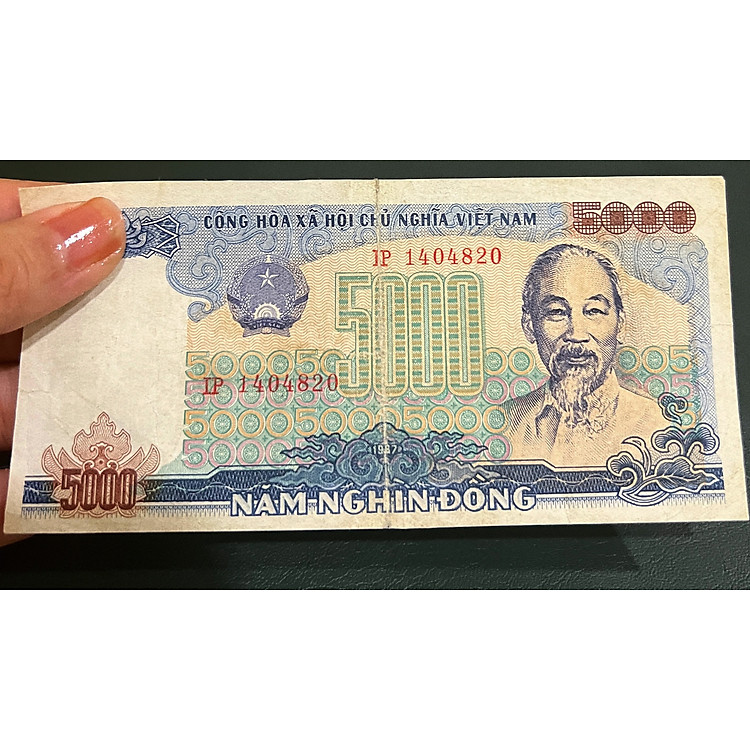 CỘNG HÒA XÃ HỘI CHỦ NGHĨA VIỆT NAM
5000
IP 1404820
5000
IP 1404820
1987
5000
NĂM-NGHÌN-ĐỒNG